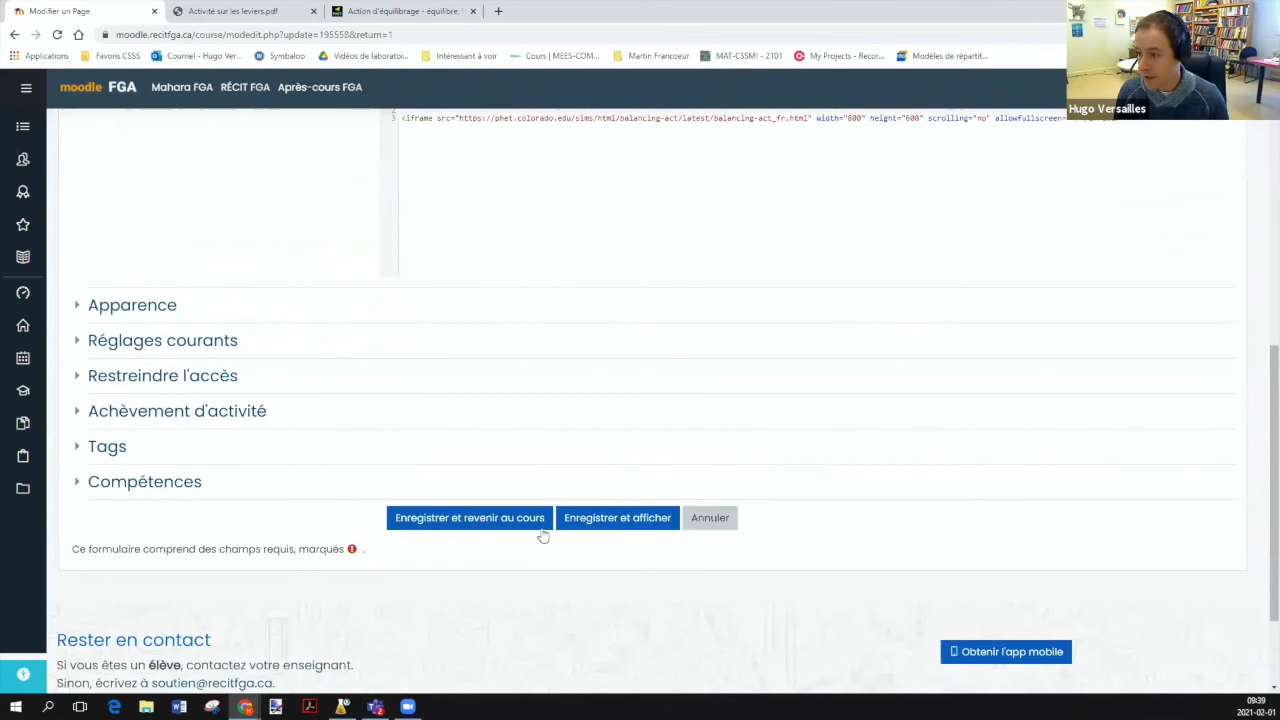 Modifier un Page
Activité sur les leviers.pdf
Action d'équilibrage - équilibre.
moodle.recitfga.ca/course/modedit.php?update=195558&return=1
Applications
Favoris CSSS
Courriel - Hugo Ver...
Symbaloo
Vidéos de laboratoi...
Intéressant à voir
Cours | MEES-COM...
Martin Francoeur
MAT-CSSMI - 2101
My Projects - Recor...
Modèles de répartit...
moodle FGA
Mahara FGA
RÉCIT FGA
Après-cours FGA
Hugo Versailles
3 <iframe src="https://phet.colorado.edu/sims/html/balancing-act/latest/balancing-act_fr.html" width="800" height="600" scrolling="no" allowfullscreen=
Apparence
Réglages courants
Restreindre l'accès
Achèvement d'activité
Tags
Compétences
Enregistrer et revenir au cours
Enregistrer et afficher
Annuler
Ce formulaire comprend des champs requis, marqués .
Rester en contact
Obtenir l'app mobile
Si vous êtes un élève, contactez votre enseignant.
Sinon, écrivez à soutien@recitfga.ca.
09:39
2021-02-01